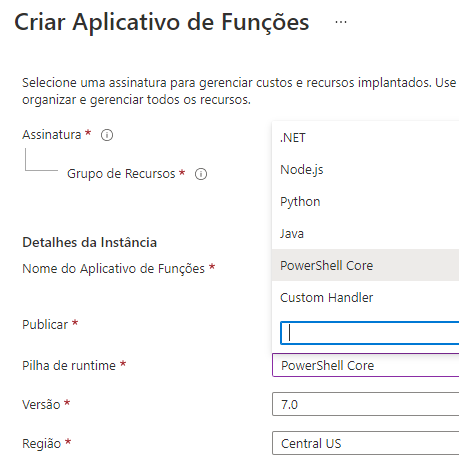 Criar Aplicativo de Funções ...
Selecione uma assinatura para gerenciar custos e recursos implantados. Use
organizar e gerenciar todos os recursos.
Assinatura *
Grupo de Recursos *
Detalhes da Instância
Nome do Aplicativo de Funções *
.NET
Node.js
Python
Java
PowerShell Core
Custom Handler
Publicar *
Pilha de runtime * PowerShell Core
Versão * 7.0
Região * Central US